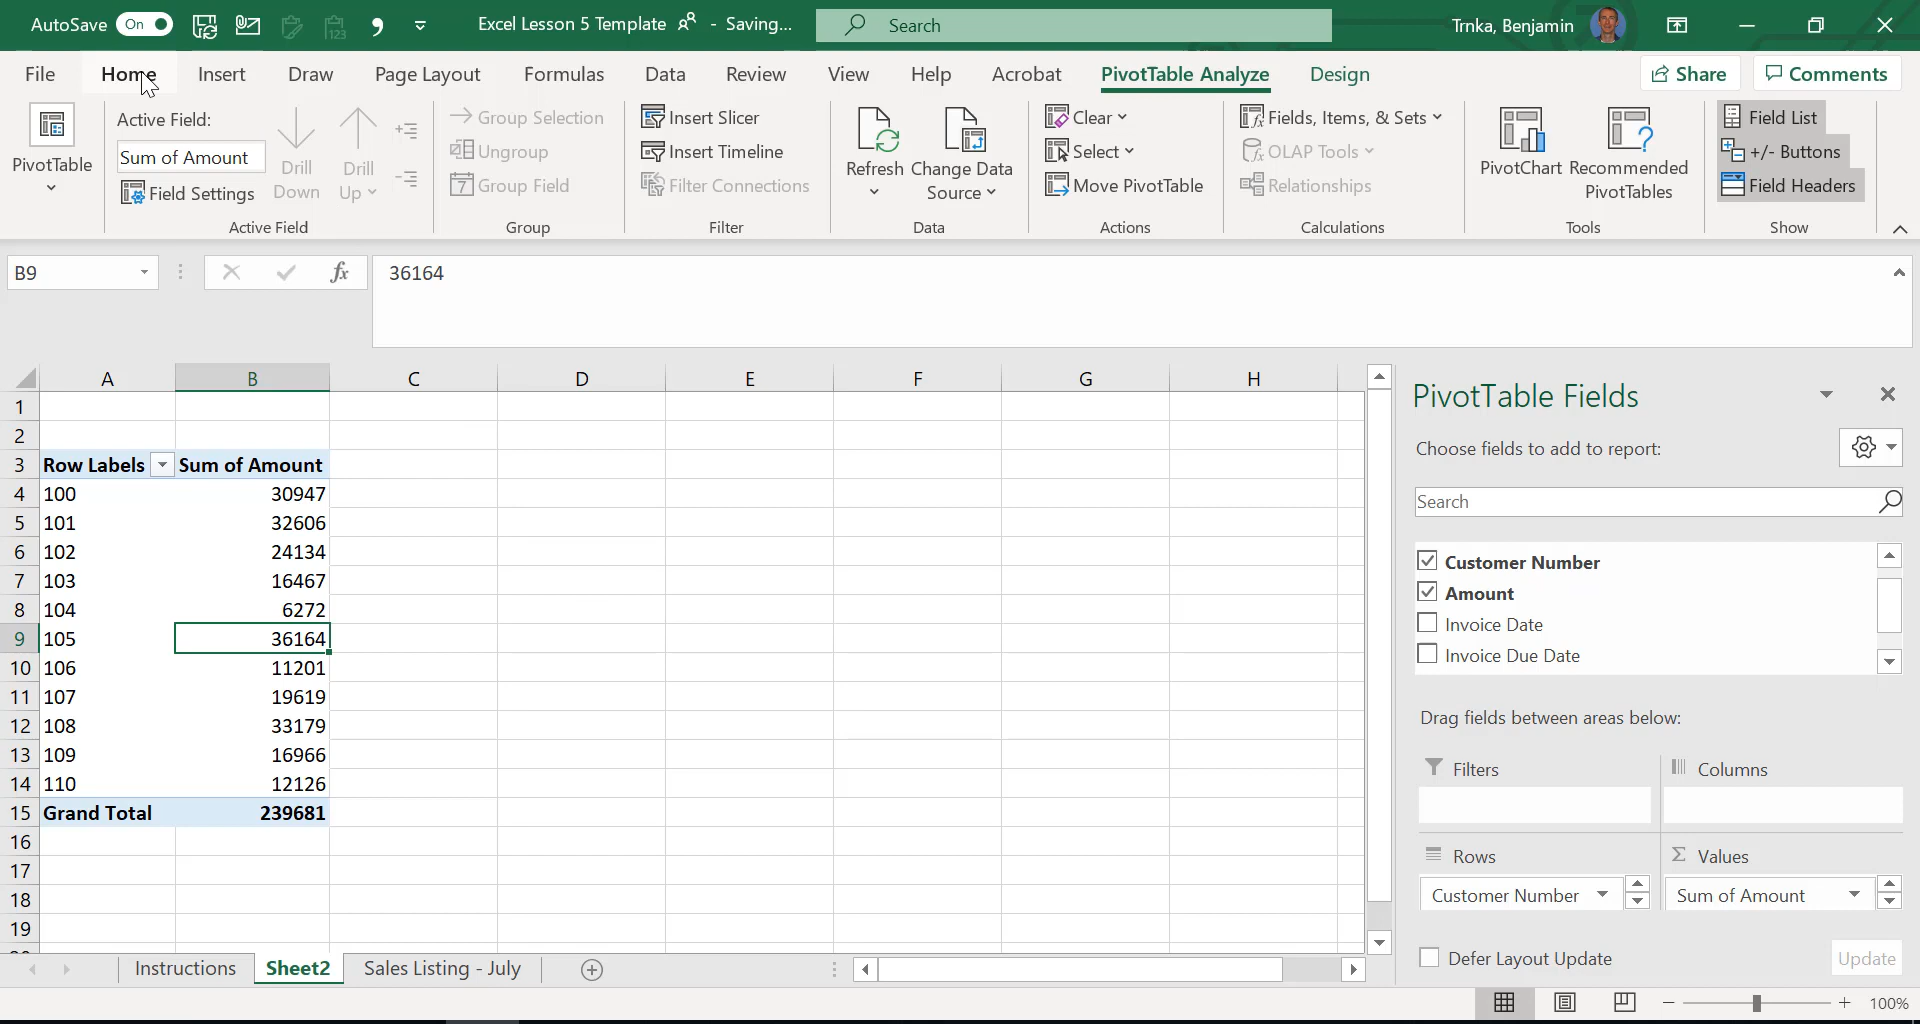 AutoSave On Excel Lesson 5 Template - Saving... Search Trnka, Benjamin
File Home Insert Draw Page Layout Formulas Data Review View Help Acrobat PivotTable Analyze Design Share Comments
PivotTable
Active Field:
Sum of Amount
Field Settings
Drill Down
Drill Up
Active Field
Group Selection
Ungroup
7 Group Field
Group
Insert Slicer
Insert Timeline
Filter Connections
Filter
Refresh
Change Data Source
Data
Clear
Select
Move PivotTable
Actions
Fields, Items, & Sets
OLAP Tools
Relationships
Calculations
PivotChart
Recommended PivotTables
Tools
Field List
+/- Buttons
Field Headers
Show
B9 fx 36164
A B C D E F G H
1
2
3 Row Labels Sum of Amount
4 100 30947
5 101 32606
6 102 24134
7 103 16467
8 104 6272
9 105 36164
10 106 11201
11 107 19619
12 108 33179
13 109 16966
14 110 12126
15 Grand Total 239681
16
17
18
19
PivotTable Fields
Choose fields to add to report:
Search
Customer Number
Amount
Invoice Date
Invoice Due Date
Drag fields between areas below:
Filters Columns
Rows Σ Values
Customer Number Sum of Amount
Defer Layout Update Update
Instructions Sheet2 Sales Listing - July
100%